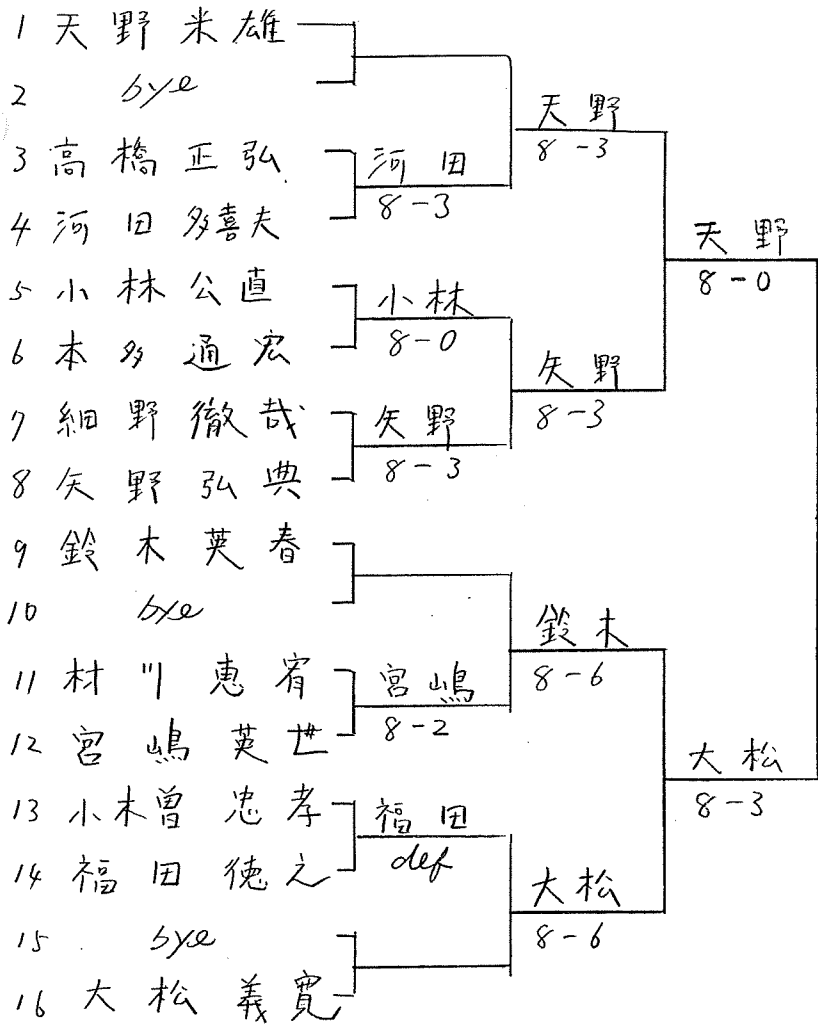 1 天野米雄
2 bye
天野
8-3
3 高橋正弘
河田
8-3
4 河田多喜夫
天野
8-0
5 小林公直
小林
8-0
6 本多通宏
矢野
8-3
7 細野徹哉
矢野
8-3
8 矢野弘典
9 鈴木英春
10 bye
鈴木
8-6
11 村川恵宥
宮嶋
8-2
12 宮嶋英世
大松
8-3
13 小木曽忠孝
福田
def
14 福田徳之
大松
8-6
15 bye
16 大松義寛